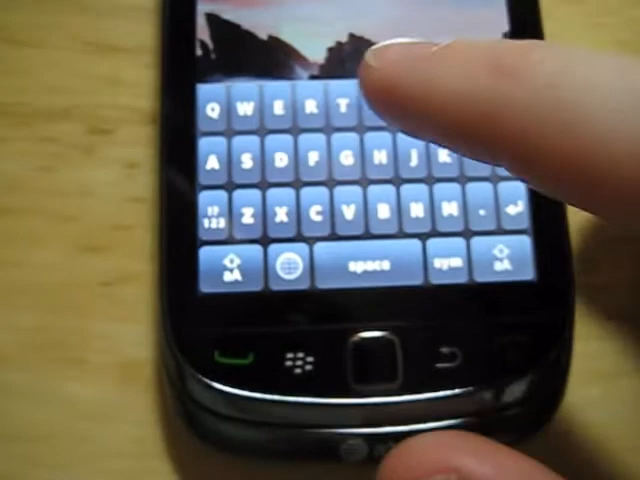 Q W E R T
A S D F G H J K
!? 123 Z X C V B N M .
aA space sym aA